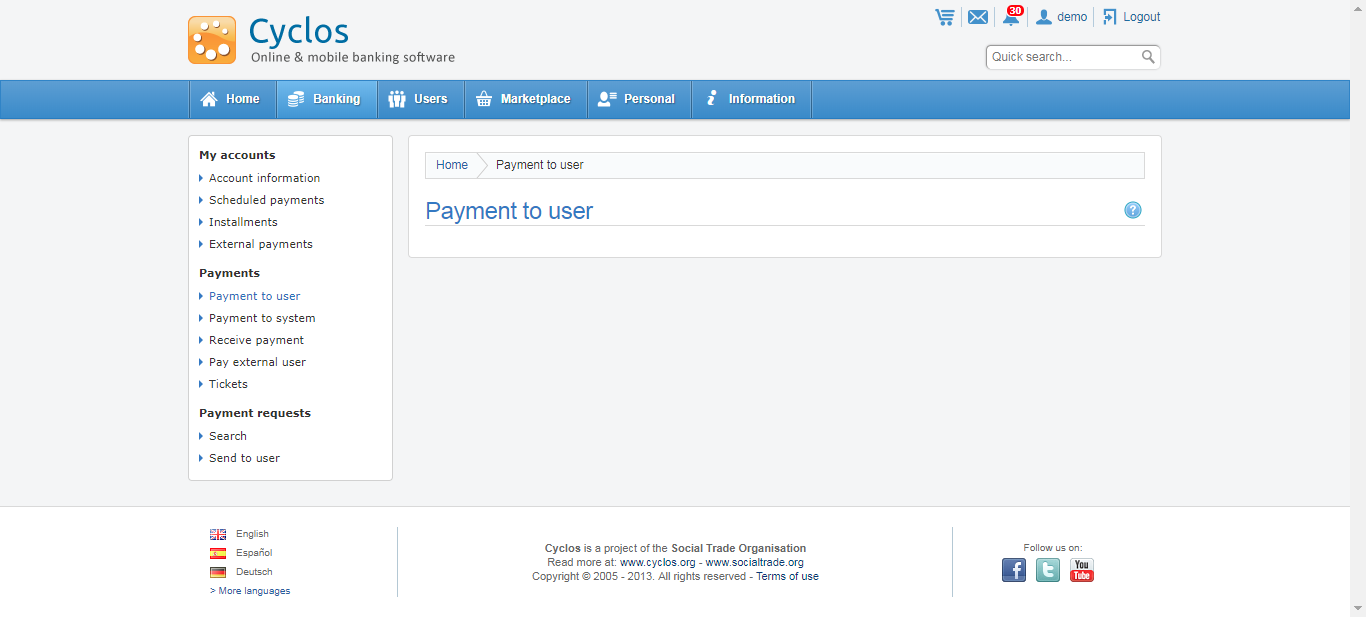 Cyclos
Online & mobile banking software
30
demo
Logout
Quick search...
Home
Banking
Users
Marketplace
Personal
Information
My accounts
Account information
Scheduled payments
Installments
External payments
Payments
Payment to user
Payment to system
Receive payment
Pay external user
Tickets
Payment requests
Search
Send to user
Home
Payment to user
Payment to user
?
English
Español
Deutsch
> More languages
Cyclos is a project of the Social Trade Organisation
Read more at: www.cyclos.org - www.socialtrade.org
Copyright © 2005 - 2013. All rights reserved - Terms of use
Follow us on:
f
t
You
Tube